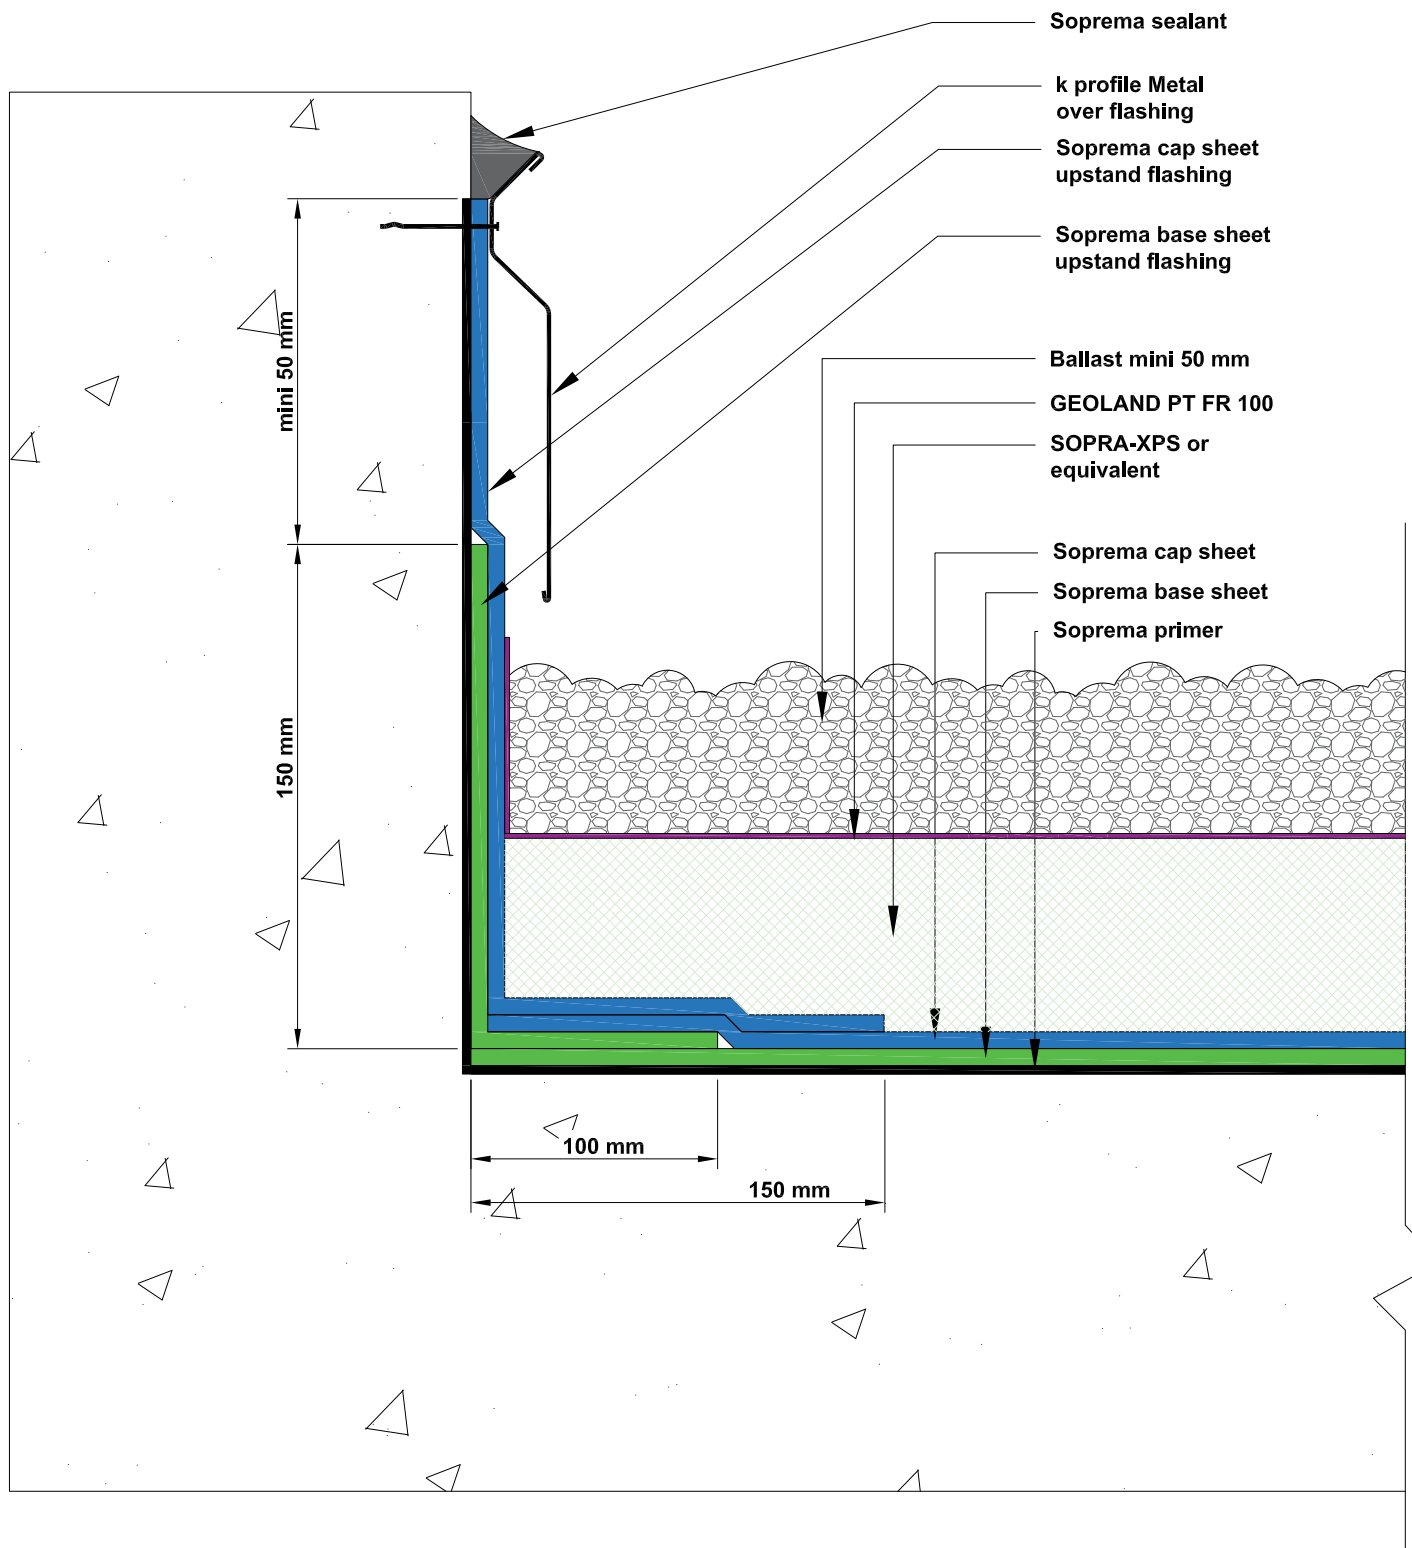 Soprema sealant
k profile Metal
over flashing
Soprema cap sheet
upstand flashing
Soprema base sheet
upstand flashing
Ballast mini 50 mm
GEOLAND PT FR 100
SOPRA-XPS or
equivalent
Soprema cap sheet
Soprema base sheet
Soprema primer
mini 50 mm
150 mm
100 mm
150 mm